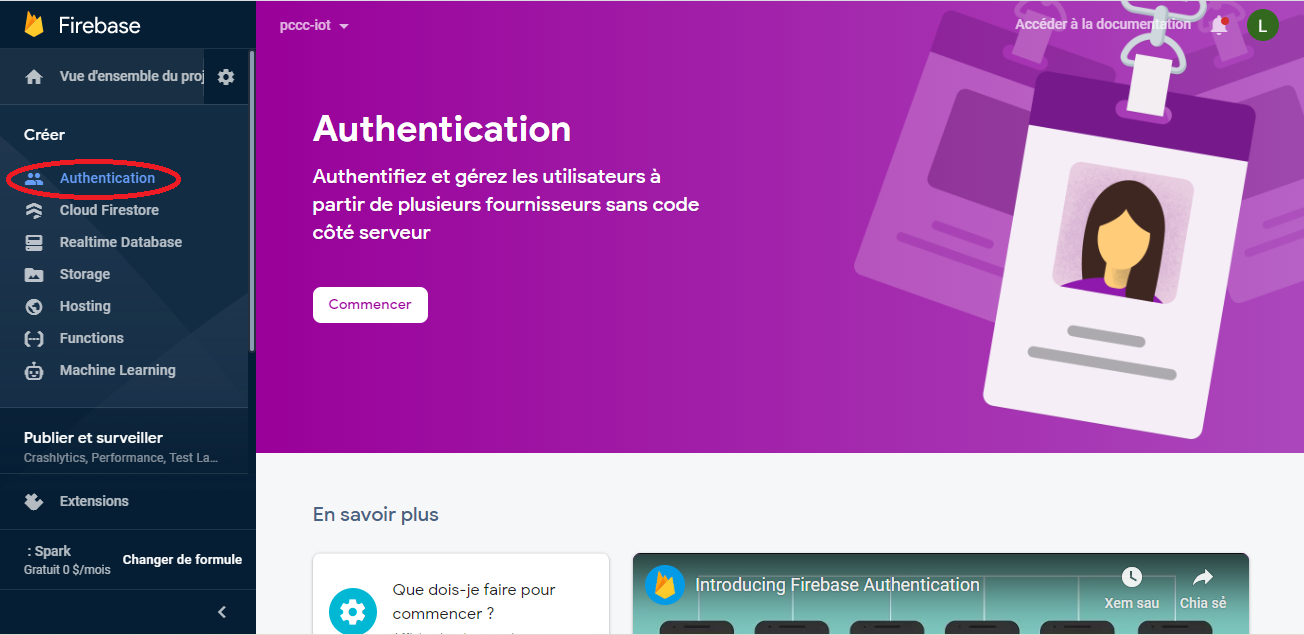 Firebase
pccc-iot
Accéder à la documentation
L
Vue d'ensemble du proj
Créer
Authentication
Cloud Firestore
Realtime Database
Storage
Hosting
Functions
Machine Learning
Publier et surveiller
Crashlytics, Performance, Test La...
Extensions
: Spark
Gratuit 0 $/mois
Changer de formule
Authentication
Authentifiez et gérez les utilisateurs à
partir de plusieurs fournisseurs sans code
côté serveur
Commencer
En savoir plus
Que dois-je faire pour
commencer ?
Introducing Firebase Authentication
Xem sau
Chia sẻ